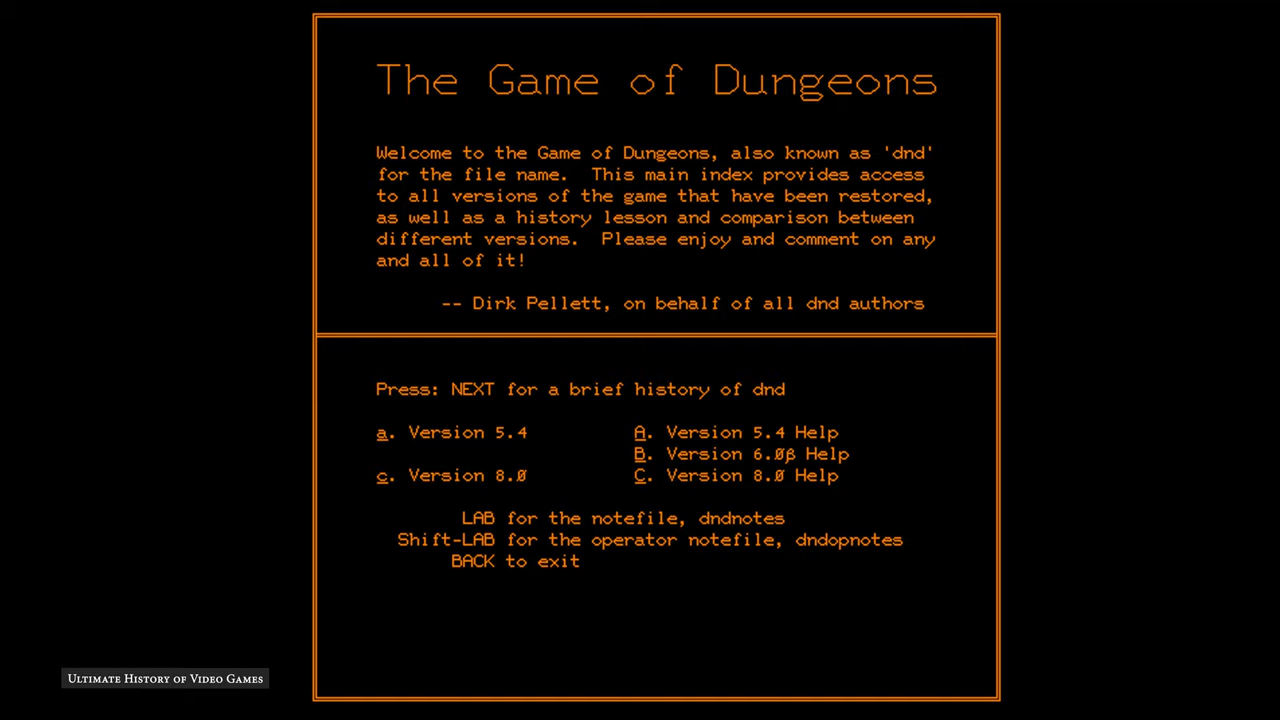 The Game of Dungeons
Welcome to the Game of Dungeons, also known as 'dnd'
for the file name.  This main index provides access
to all versions of the game that have been restored,
as well as a history lesson and comparison between
different versions.  Please enjoy and comment on any
and all of it!
-- Dirk Pellett, on behalf of all dnd authors
Press: NEXT for a brief history of dnd
a. Version 5.4 A. Version 5.4 Help
B. Version 6.0β Help
c. Version 8.0 C. Version 8.0 Help
LAB for the notefile, dndnotes
Shift-LAB for the operator notefile, dndopnotes
BACK to exit
Ultimate History of Video Games